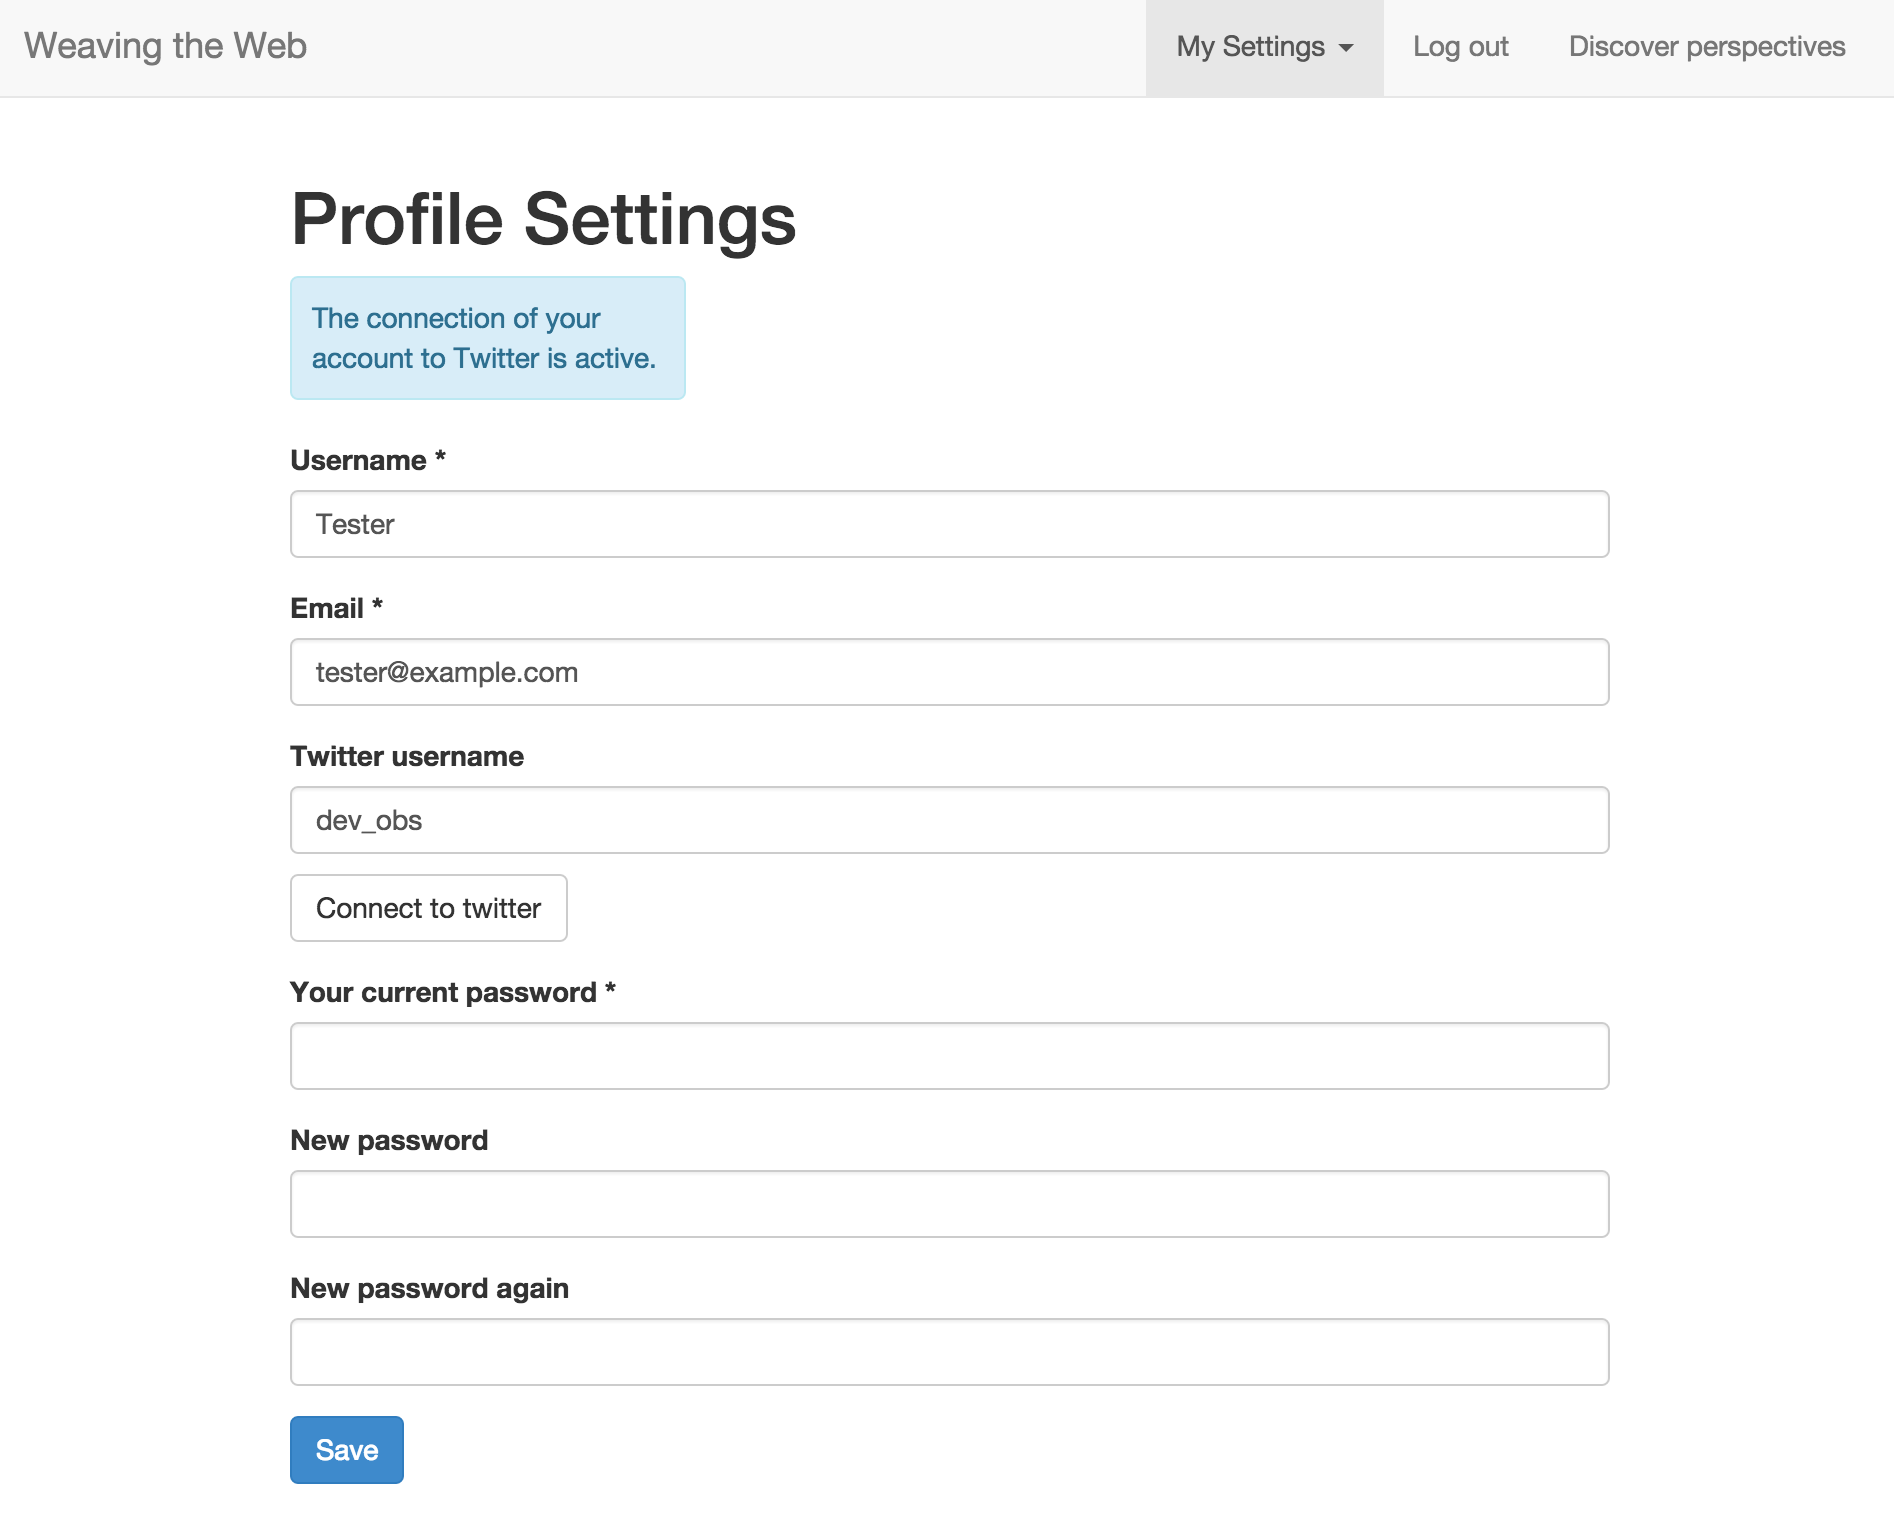 Weaving the Web
My Settings
Log out
Discover perspectives
Profile Settings
The connection of your
account to Twitter is active.
Username *
Tester
Email *
tester@example.com
Twitter username
dev_obs
Connect to twitter
Your current password *
New password
New password again
Save